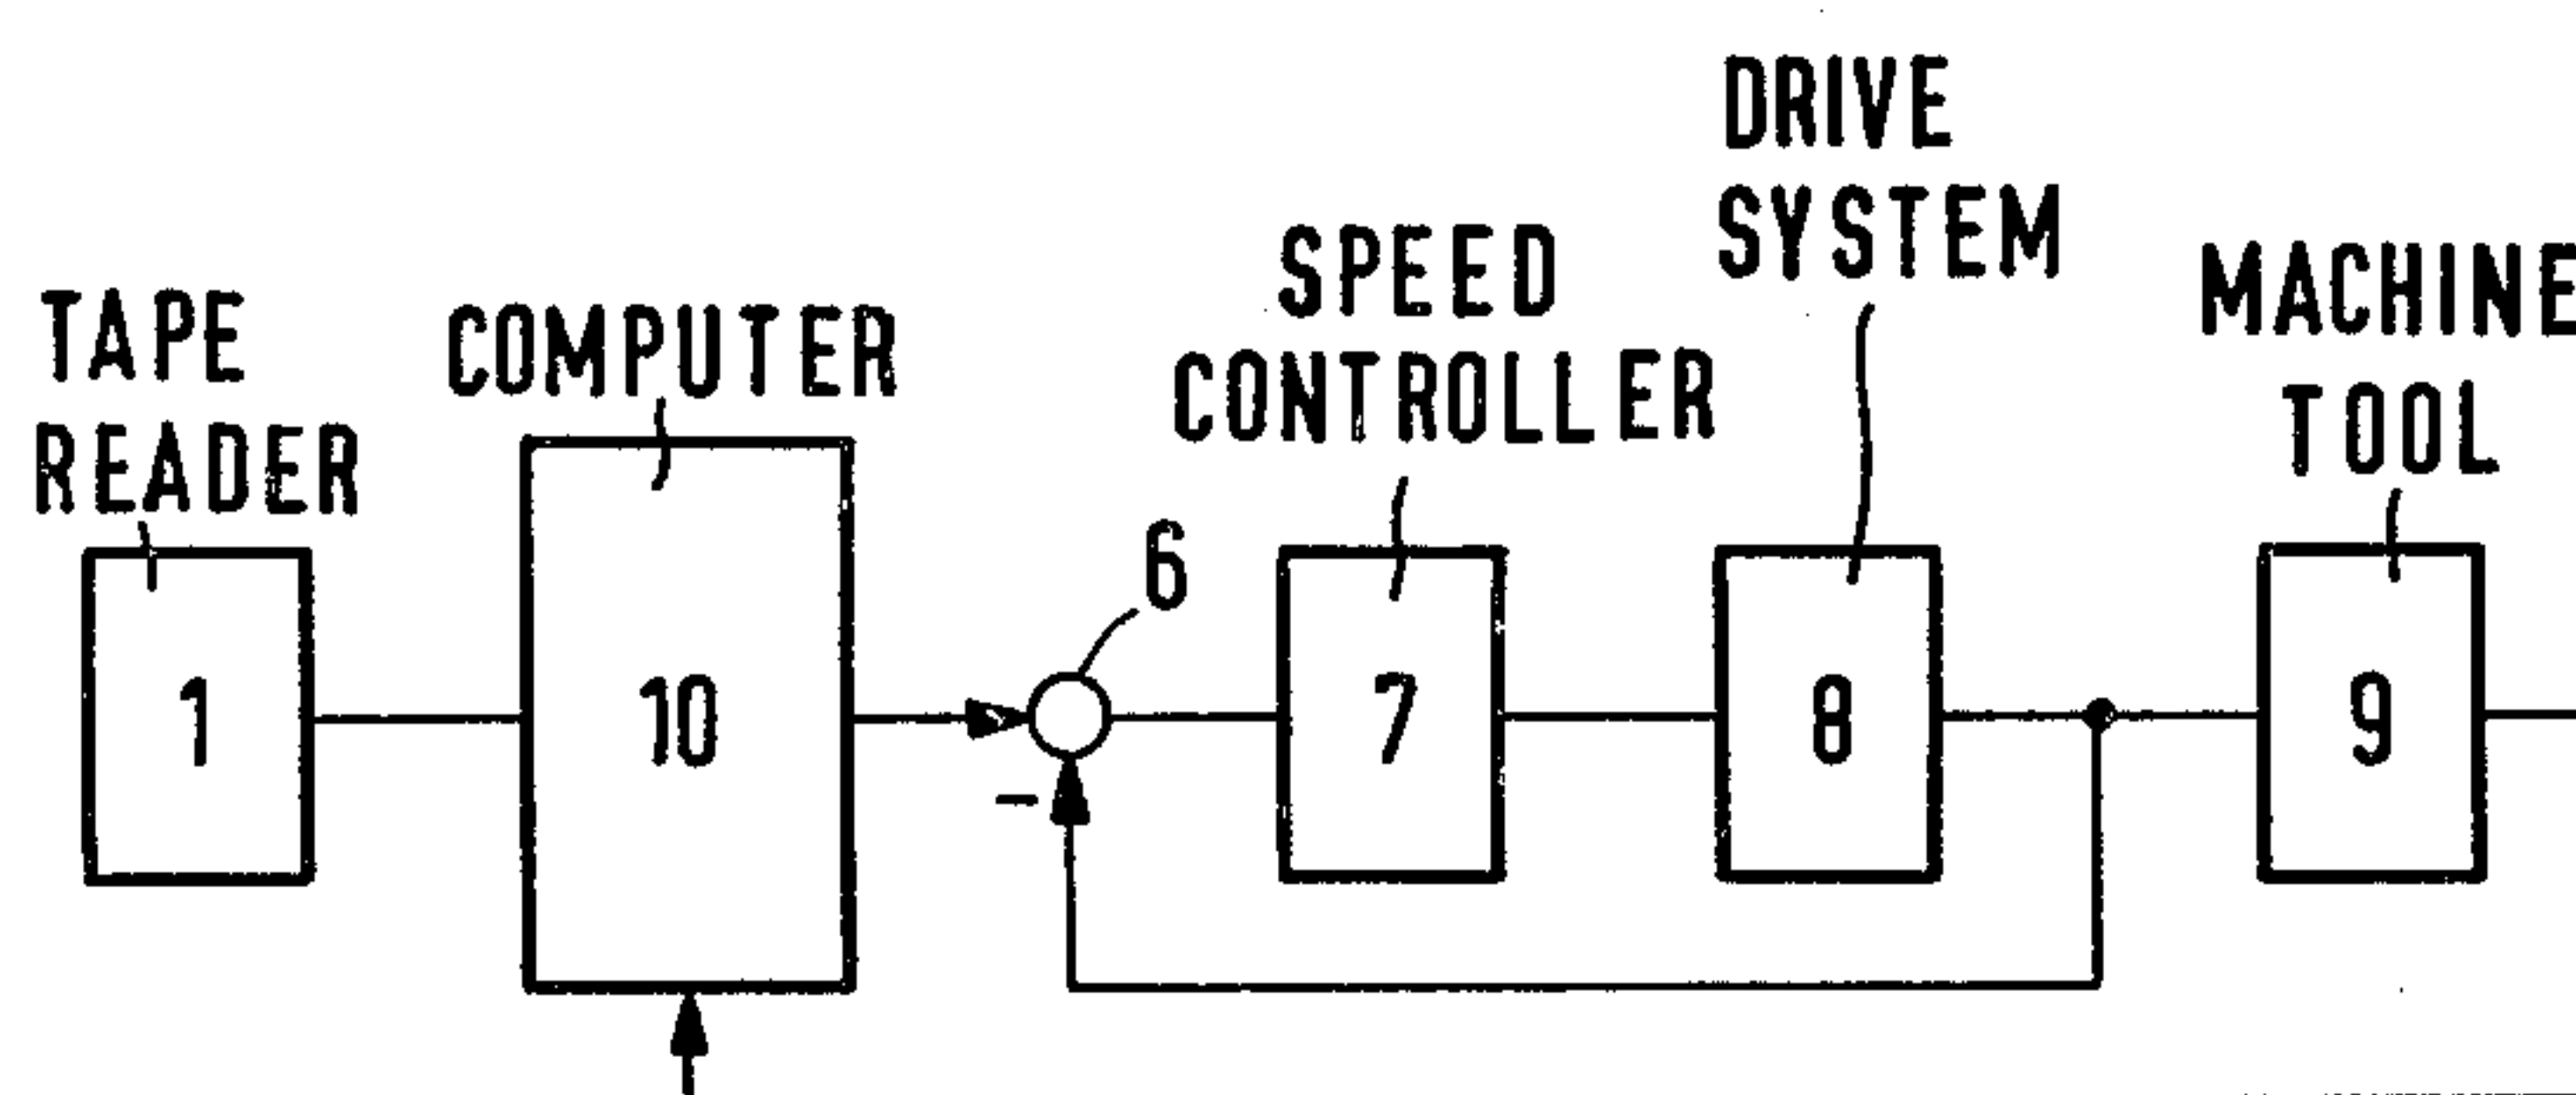 DRIVE
SYSTEM
SPEED
CONTROLLER
MACHINE
TOOL
TAPE
READER
COMPUTER
6
1
10
7
8
9
-